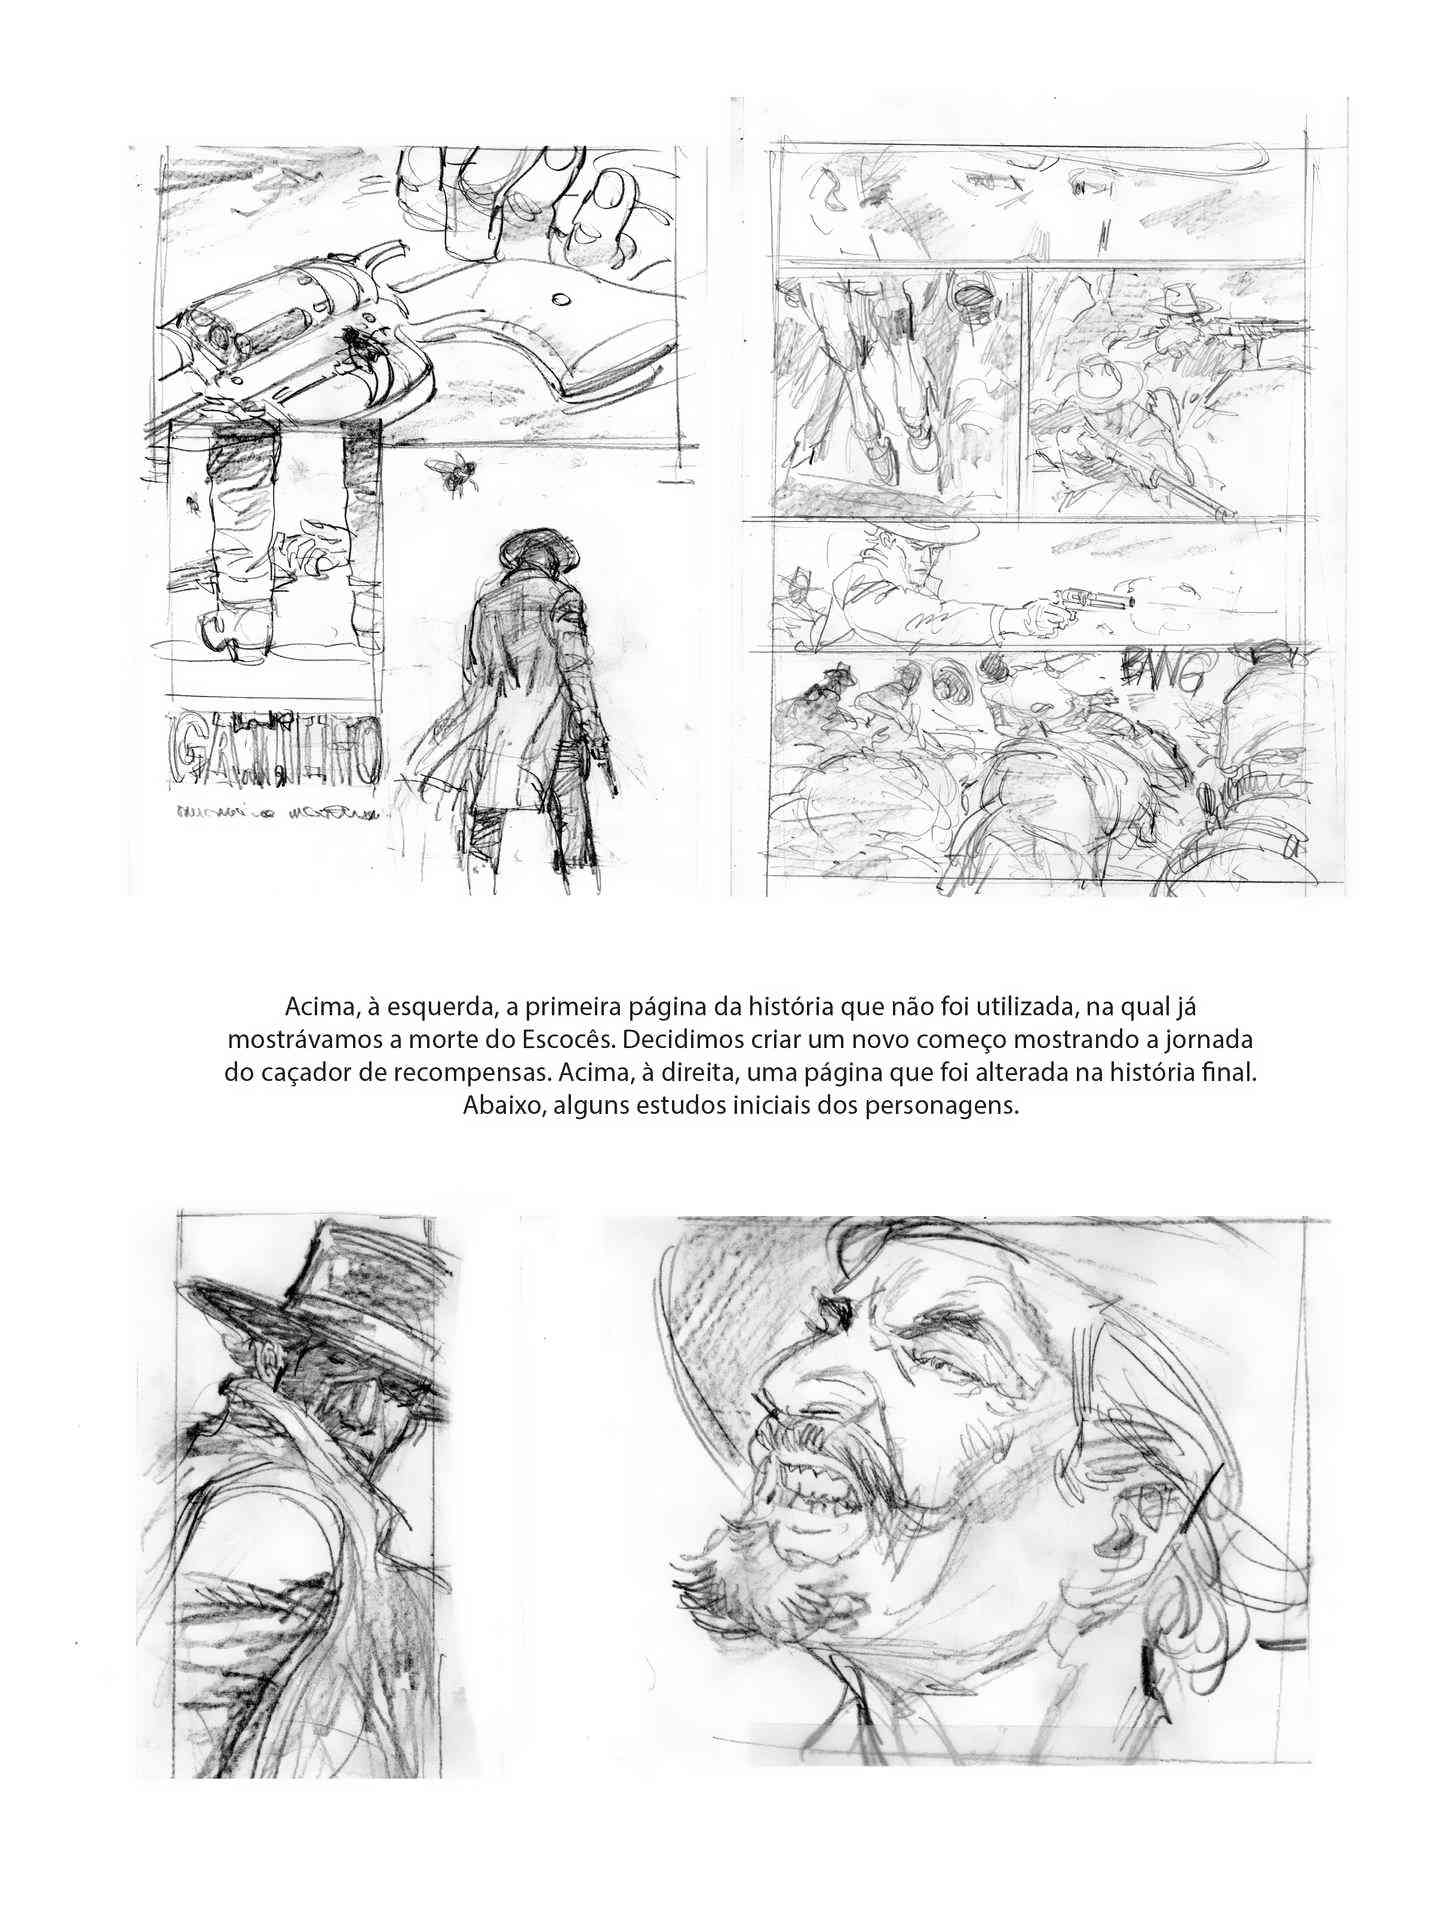 BANG
GATILHO
Acima, à esquerda, a primeira página da história que não foi utilizada, na qual já
mostrávamos a morte do Escocês. Decidimos criar um novo começo mostrando a jornada
do caçador de recompensas. Acima, à direita, uma página que foi alterada na história final.
Abaixo, alguns estudos iniciais dos personagens.